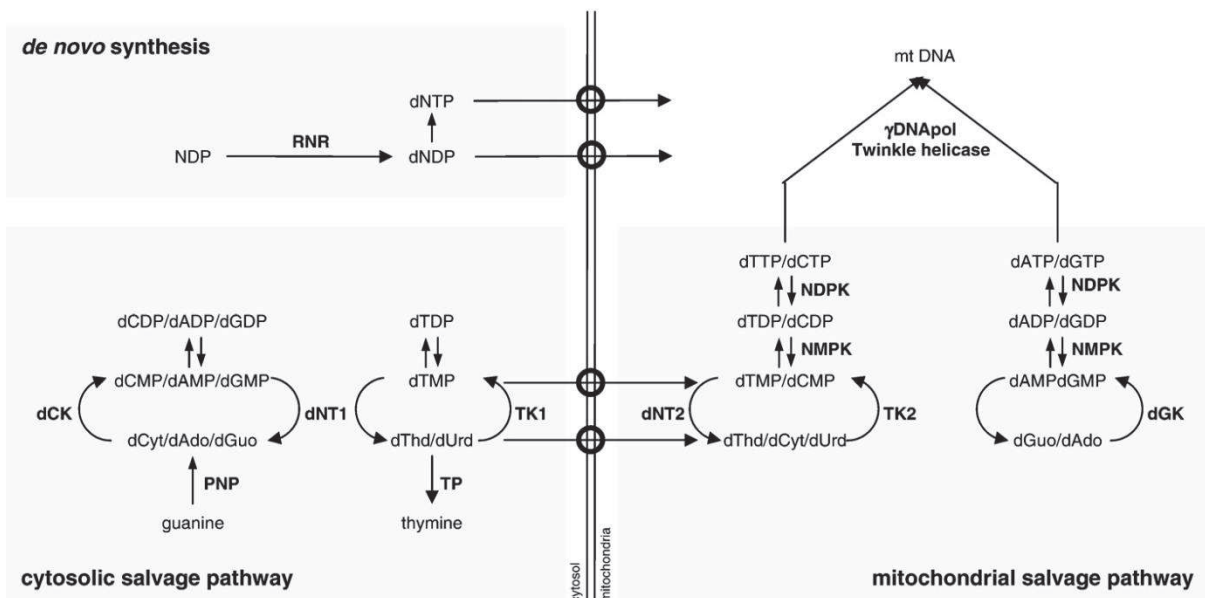 de novo synthesis
dNTP
NDP RNR dNDP
mt DNA
γDNApol
Twinkle helicase
dCDP/dADP/dGDP
dCMP/dAMP/dGMP
dCK
dNT1
dCyt/dAdo/dGuo
PNP
guanine
dTDP
dTMP
TK1
dThd/dUrd
TP
thymine
cytosolic salvage pathway
cytosol
mitochondria
dTTP/dCTP
NDPK
dTDP/dCDP
NMPK
dTMP/dCMP
dNT2
TK2
dThd/dCyt/dUrd
dATP/dGTP
NDPK
dADP/dGDP
NMPK
dAMPdGMP
dGK
dGuo/dAdo
mitochondrial salvage pathway